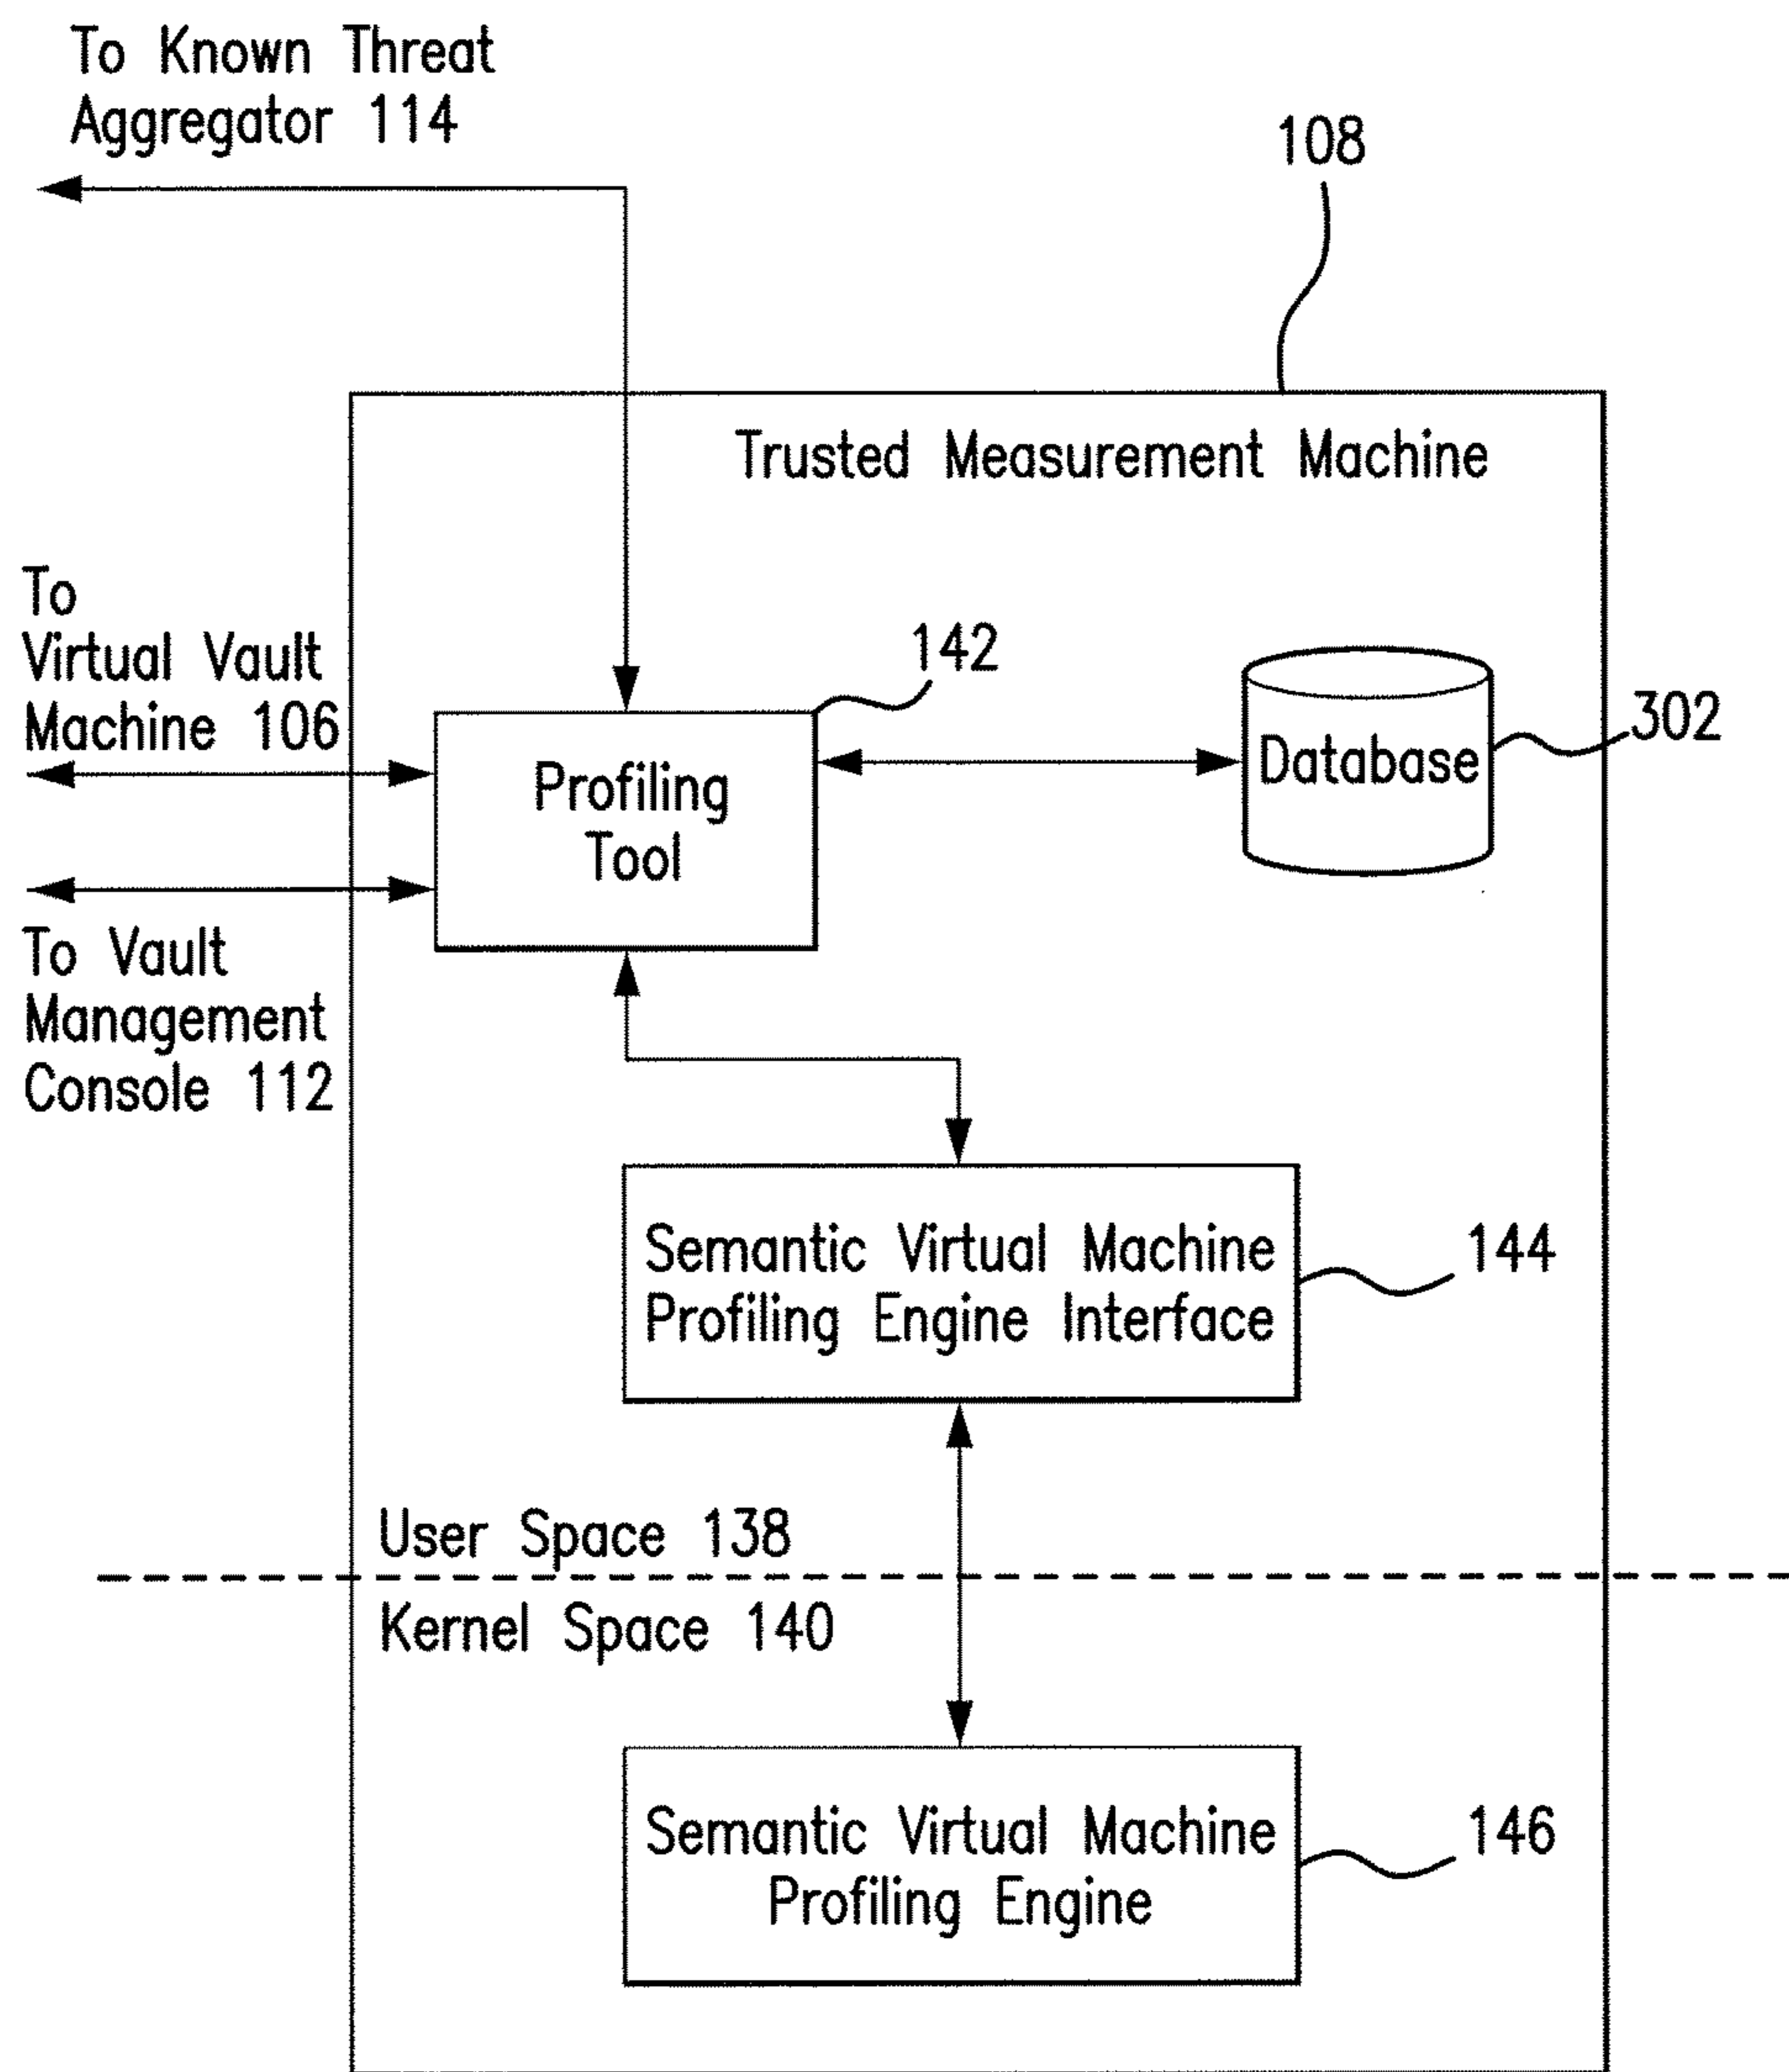 To Known Threat
Aggregator 114
108
Trusted Measurement Machine
To
Virtual Vault
Machine 106
142
302
Database
Profiling
Tool
To Vault
Management
Console 112
Semantic Virtual Machine
Profiling Engine Interface
144
User Space 138
Kernel Space 140
Semantic Virtual Machine
Profiling Engine
146